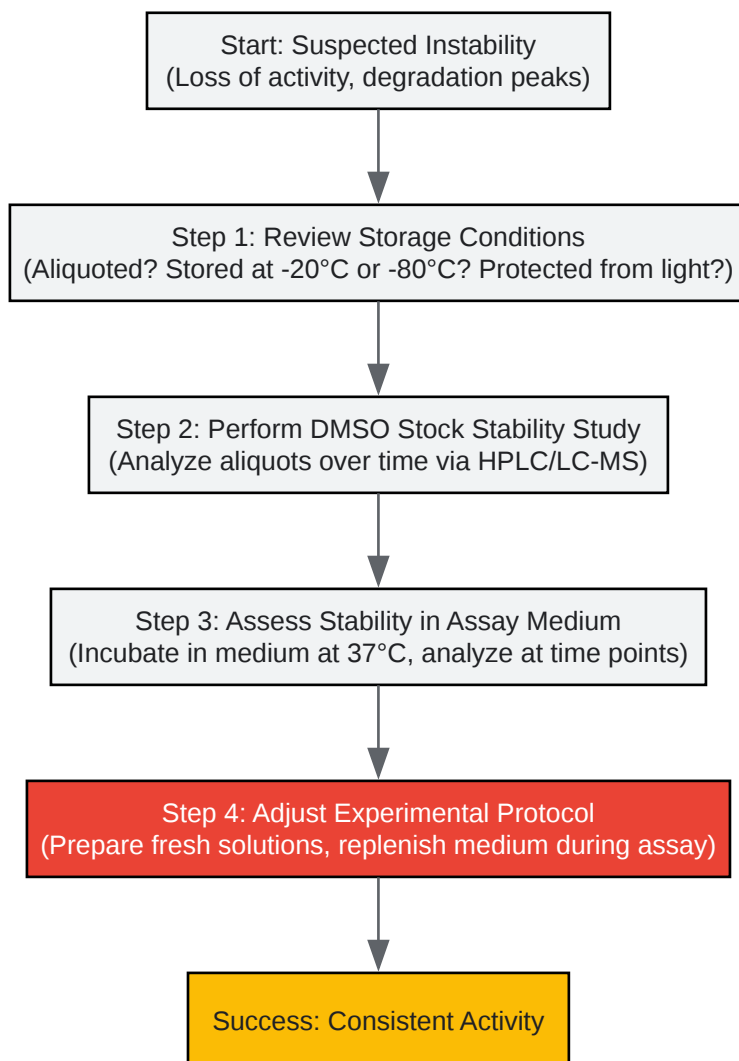 Start: Suspected Instability
(Loss of activity, degradation peaks)
Step 1: Review Storage Conditions
(Aliquoted? Stored at -20°C or -80°C? Protected from light?)
Step 2: Perform DMSO Stock Stability Study
(Analyze aliquots over time via HPLC/LC-MS)
Step 3: Assess Stability in Assay Medium
(Incubate in medium at 37°C, analyze at time points)
Step 4: Adjust Experimental Protocol
(Prepare fresh solutions, replenish medium during assay)
Success: Consistent Activity